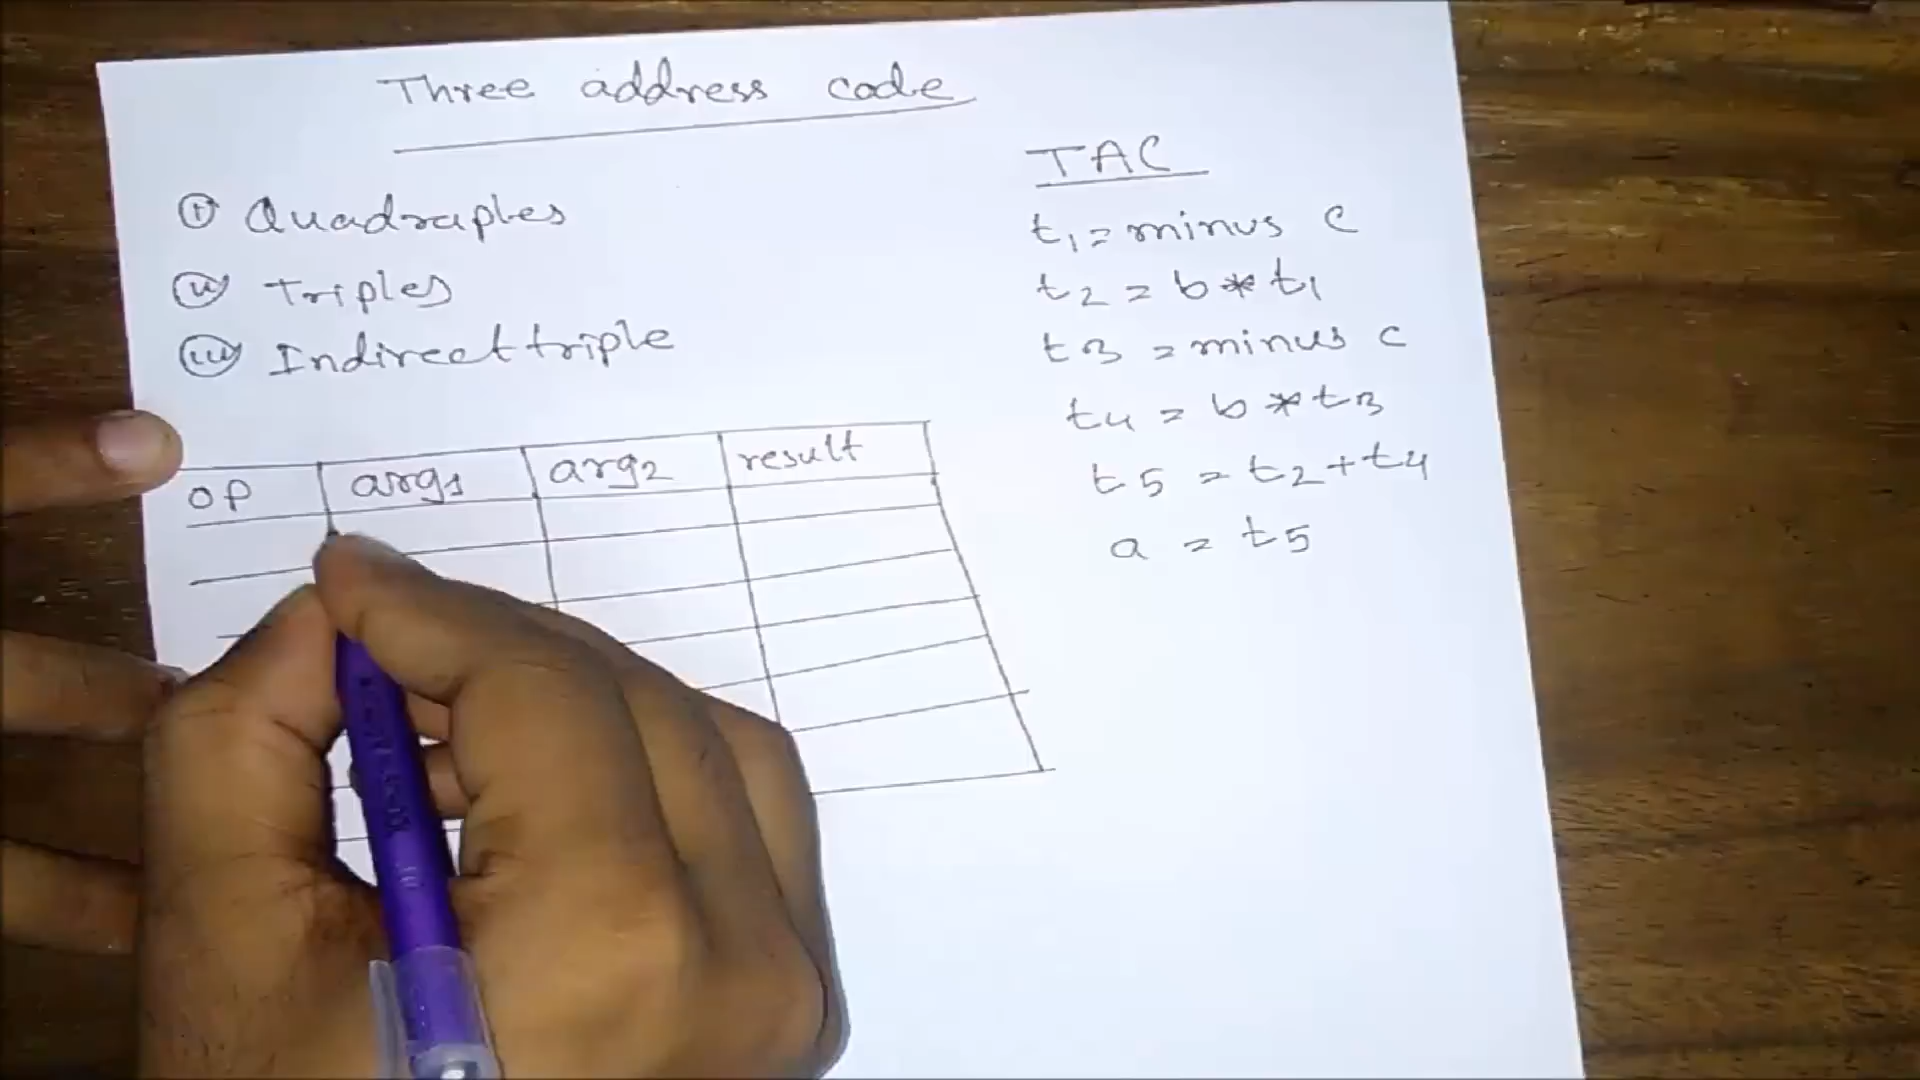 Three address code
① Quadraples
② Triples
③ Indirect triple
op arg1 arg2 result
TAC
t1 = minus c
t2 = b * t1
t3 = minus c
t4 = b * t3
t5 = t2 + t4
a = t5